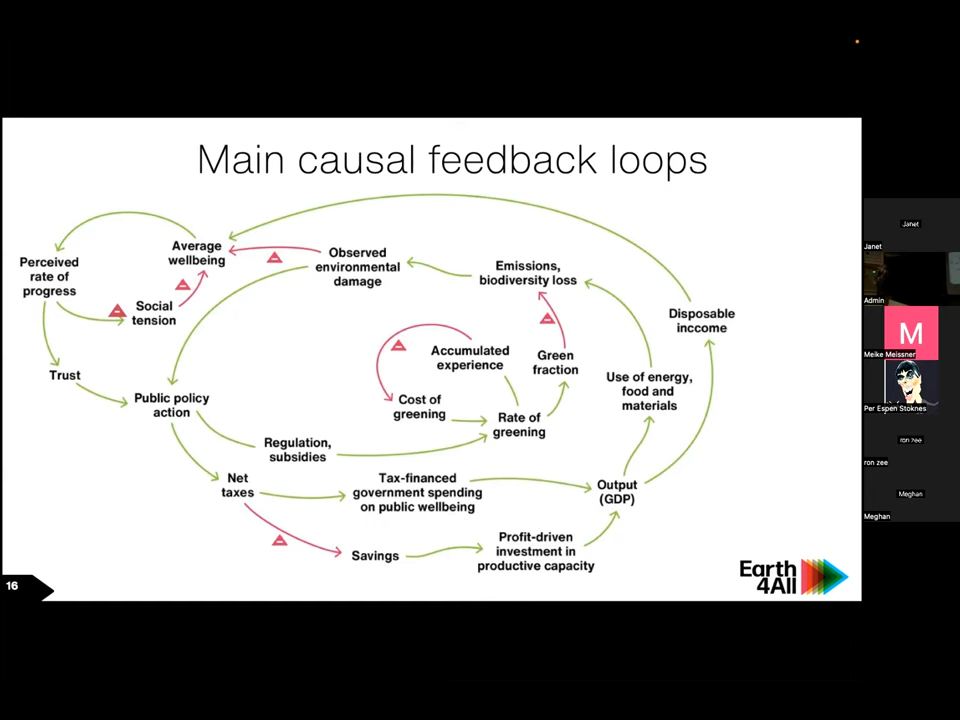 Main causal feedback loops
Average
wellbeing
Perceived
rate of
progress
Observed
environmental
damage
Emissions,
biodiversity loss
Social
tension
Disposable
inccome
Accumulated
experience
Green
fraction
Trust
Use of energy,
food and
materials
Public policy
action
Cost of
greening
Rate of
greening
Regulation,
subsidies
Net
taxes
Tax-financed
government spending
on public wellbeing
Output
(GDP)
Savings
Profit-driven
investment in
productive capacity
16
Earth
4All
Janet
Janet
Admin
M
Meike Meissner
Per Espen Stoknes
ron zee
ron zee
Meghan
Meghan